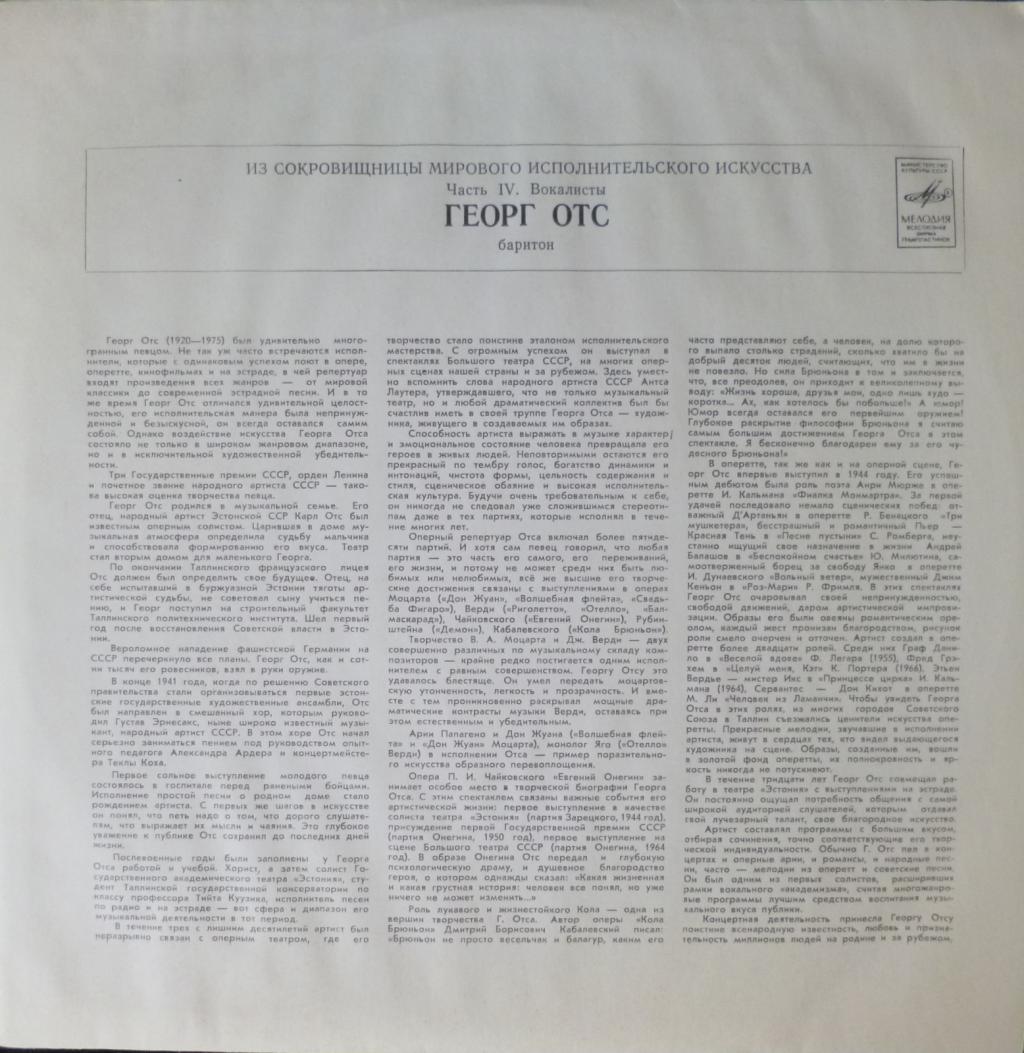 ИЗ СОКРОВИЩНИЦЫ МИРОВОГО ИСПОЛНИТЕЛЬСКОГО ИСКУССТВА
Часть IV. Вокалисты
ГЕОРГ ОТС
баритон
МИНИСТЕРСТВО
КУЛЬТУРЫ СССР
МЕЛОДИЯ
ВСЕСОЮЗНАЯ
ФИРМА
ГРАМПЛАСТИНОК
Георг Отс (1920—1975) был удивительно много-
гранным певцом. Не так уж часто встречаются испол-
нители, которые с одинаковым успехом поют в опере,
оперетте, кинофильмах и на эстраде, в чей репертуар
входят произведения всех жанров — от мировой
классики до современной эстрадной песни. И в то
же время Георг Отс отличался удивительной целост-
ностью, его исполнительская манера была непринуж-
денной и безыскусной, он всегда оставался самим
собой. Однако воздействие искусства Георга Отса
состояло не только в широком жанровом диапазоне,
но и в исключительной художественной убедитель-
ности.
Три Государственные премии СССР, орден Ленина
и почетное звание народного артиста СССР — тако-
ва высокая оценка творчества певца.
Георг Отс родился в музыкальной семье. Его
отец, народный артист Эстонской ССР Карл Отс был
известным оперным солистом. Царившая в доме му-
зыкальная атмосфера определила судьбу мальчика
и способствовала формированию его вкуса. Театр
стал вторым домом для маленького Георга.
По окончании Таллинского французского лицея
Отс должен был определить свое будущее. Отец, на
себе испытавший в буржуазной Эстонии тяготы ар-
тистической судьбы, не советовал сыну учиться пе-
нию, и Георг поступил на строительный факультет
Таллинского политехнического института. Шел первый
год после восстановления Советской власти в Эсто-
нии.
Вероломное нападение фашистской Германии на
СССР перечеркнуло все планы. Георг Отс, как и сот-
ни тысяч его ровесников, взял в руки оружие.
В конце 1941 года, когда по решению Советского
правительства стали организовываться первые эстон-
ские государственные художественные ансамбли, Отс
был направлен в смешанный хор, которым руково-
дил Густав Эрнесакс, ныне широко известный музы-
кант, народный артист СССР. В этом хоре Отс начал
серьезно заниматься пением под руководством опыт-
ного педагога Александра Ардера и концертмейсте-
ра Теклы Коха.
Первое сольное выступление молодого певца
состоялось в госпитале перед ранеными бойцами.
Исполнение простой песни о родном доме стало
рождением артиста. С первых же шагов в искусстве
он понял, что петь надо о том, что дорого слушате-
лям, что выражает их мысли и чаяния. Это глубокое
уважение к публике Отс сохранил до последних дней
жизни.
Послевоенные годы были заполнены у Георга
Отса работой и учебой. Хорист, а затем солист Го-
сударственного академического театра «Эстония», сту-
дент Таллинской государственной консерватории по
классу профессора Тийта Куузика, исполнитель песен
по радио и на эстраде — вот сфера и диапазон его
музыкальной деятельности в тот период.
В течение трех с лишним десятилетий артист был
неразрывно связан с оперным театром, где его
творчество стало поистине эталоном исполнительского
мастерства. С огромным успехом он выступал в
спектаклях Большого театра СССР, на многих опер-
ных сценах нашей страны и за рубежом. Здесь умест-
но вспомнить слова народного артиста СССР Антса
Лаутера, утверждавшего, что не только музыкальный
театр, но и любой драматический коллектив был бы
счастлив иметь в своей труппе Георга Отса — худож-
ника, живущего в создаваемых им образах.
Способность артиста выражать в музыке характер
и эмоциональное состояние человека превращала его
героев в живых людей. Неповторимыми остаются его
прекрасный по тембру голос, богатство динамики и
интонаций, чистота формы, цельность содержания и
стиля, сценическое обаяние и высокая исполнитель-
ская культура. Будучи очень требовательным к себе,
он никогда не следовал уже сложившимся стереоти-
пам даже в тех партиях, которые исполнял в тече-
ние многих лет.
Оперный репертуар Отса включал более пятиде-
сяти партий. И хотя сам певец говорил, что любая
партия — это часть его самого, его переживаний,
его жизни, и потому не может среди них быть лю-
бимых или нелюбимых, всё же высшие его творче-
ские достижения связаны с выступлениями в операх
Моцарта («Дон Жуан», «Волшебная флейта», «Свадь-
ба Фигаро»), Верди («Риголетто», «Отелло», «Бал-
маскарад»), Чайковского («Евгений Онегин»), Рубин-
штейна («Демон»), Кабалевского («Кола Брюньон»).
Творчество В. А. Моцарта и Дж. Верди — двух
совершенно различных по музыкальному складу ком-
позиторов — крайне редко постигается одним испол-
нителем с равным совершенством. Георгу Отсу это
удавалось блестяще. Он умел передать моцартов-
скую утонченность, легкость и прозрачность. И вме-
сте с тем проникновенно раскрывал мощные дра-
матические контрасты музыки Верди, оставаясь при
этом естественным и убедительным.
Арии Папагено и Дон Жуана («Волшебная флей-
та» и «Дон Жуан» Моцарта), монолог Яго («Отелло»
Верди) в исполнении Отса — пример поразительно-
го искусства образного перевоплощения.
Опера П. И. Чайковского «Евгений Онегин» за-
нимает особое место в творческой биографии Георга
Отса. С этим спектаклем связаны важные события его
артистической жизни: первое выступление в качестве
солиста театра «Эстония» (партия Зарецкого, 1944 год),
присуждение первой Государственной премии СССР
(партия Онегина, 1950 год), первое выступление на
сцене Большого театра СССР (партия Онегина, 1964
год). В образе Онегина Отс передал и глубокую
психологическую драму, и душевное благородство
героя, о котором однажды сказал: «Какая жизненная
и какая грустная история: человек все понял, но уже
ничего не может изменить...»
Роль лукавого и жизнестойкого Кола — одна из
вершин творчества Г. Отса. Автор оперы «Кола
Брюньон» Дмитрий Борисович Кабалевский писал:
«Брюньон не просто весельчак и балагур, каким его
часто представляют себе, а человек, на долю которо-
го выпало столько страданий, сколько хватило бы на
добрый десяток людей, считающих, что им в жизни
не повезло. Но сила Брюньона в том и заключается,
что, все преодолев, он приходит к великолепному вы-
воду: «Жизнь хороша, друзья мои, одно лишь худо —
коротка... Ах, как хотелось бы побольше!» А юмор!
Юмор всегда оставался его первейшим оружием!
Глубокое раскрытие философии Брюньона я считаю
самым большим достижением Георга Отса в этом
спектакле. Я бесконечно благодарен ему за его чу-
десного Брюньона!»
В оперетте, так же как и на оперной сцене, Ге-
орг Отс впервые выступил в 1944 году. Его успеш-
ным дебютом была роль поэта Анри Мюрже в опе-
ретте И. Кальмана «Фиалка Монмартра». За первой
удачей последовало немало сценических побед: от-
важный Д'Артаньян в оперетте Р. Бенацкого «Три
мушкетера», бесстрашный и романтичный Пьер —
Красная Тень в «Песне пустыни» С. Ромберга, неу-
станно ищущий свое назначение в жизни Андрей
Балашов в «Беспокойном счастье» Ю. Милютина, са-
моотверженный борец за свободу Янко в оперетте
И. Дунаевского «Вольный ветер», мужественный Джим
Кеньон в «Роз-Мари» Р. Фримля. В этих спектаклях
Георг Отс очаровывал своей непринужденностью,
свободой движений, даром артистической импрови-
зации. Образы его были овеяны романтическим оре-
олом, каждый жест пронизан благородством, рисунок
роли смело очерчен и отточен. Артист создал в опе-
ретте более двадцати ролей. Среди них Граф Дани-
ло в «Веселой вдове» Ф. Легара (1955), Фред Грэ-
хем в «Целуй меня, Кэт» К. Портера (1966), Этьен
Вердье — мистер Икс в «Принцессе цирка» И. Каль-
мана (1964), Сервантес — Дон Кихот в оперетте
М. Ли «Человек из Ламанчи». Чтобы увидеть Георга
Отса в этих ролях, из многих городов Советского
Союза в Таллин съезжались ценители искусства опе-
ретты. Прекрасные мелодии, звучавшие в исполнении
артиста, живут в сердцах тех, кто видел выдающегося
художника на сцене. Образы, созданные им, вошли
в золотой фонд оперетты, их полнокровность и яр-
кость никогда не потускнеют.
В течение тридцати лет Георг Отс совмещал ра-
боту в театре «Эстония» с выступлениями на эстраде.
Он постоянно ощущал потребность общения с самой
широкой аудиторией слушателей, которым отдавал
свой лучезарный талант, свое благородное искусство.
Артист составлял программы с большим вкусом,
отбирая сочинения, точно соответствующие его твор-
ческой индивидуальности. Обычно Г. Отс пел в кон-
цертах и оперные арии, и романсы, и народные пес-
ни, часто — мелодии из оперетт и советские песни.
Он был одним из первых солистов, расширивших
рамки вокального «академизма», считая многожанро-
вые программы лучшим средством воспитания музы-
кального вкуса публики.
Концертная деятельность принесла Георгу Отсу
поистине всенародную известность, любовь и призна-
тельность миллионов людей на родине и за рубежом,